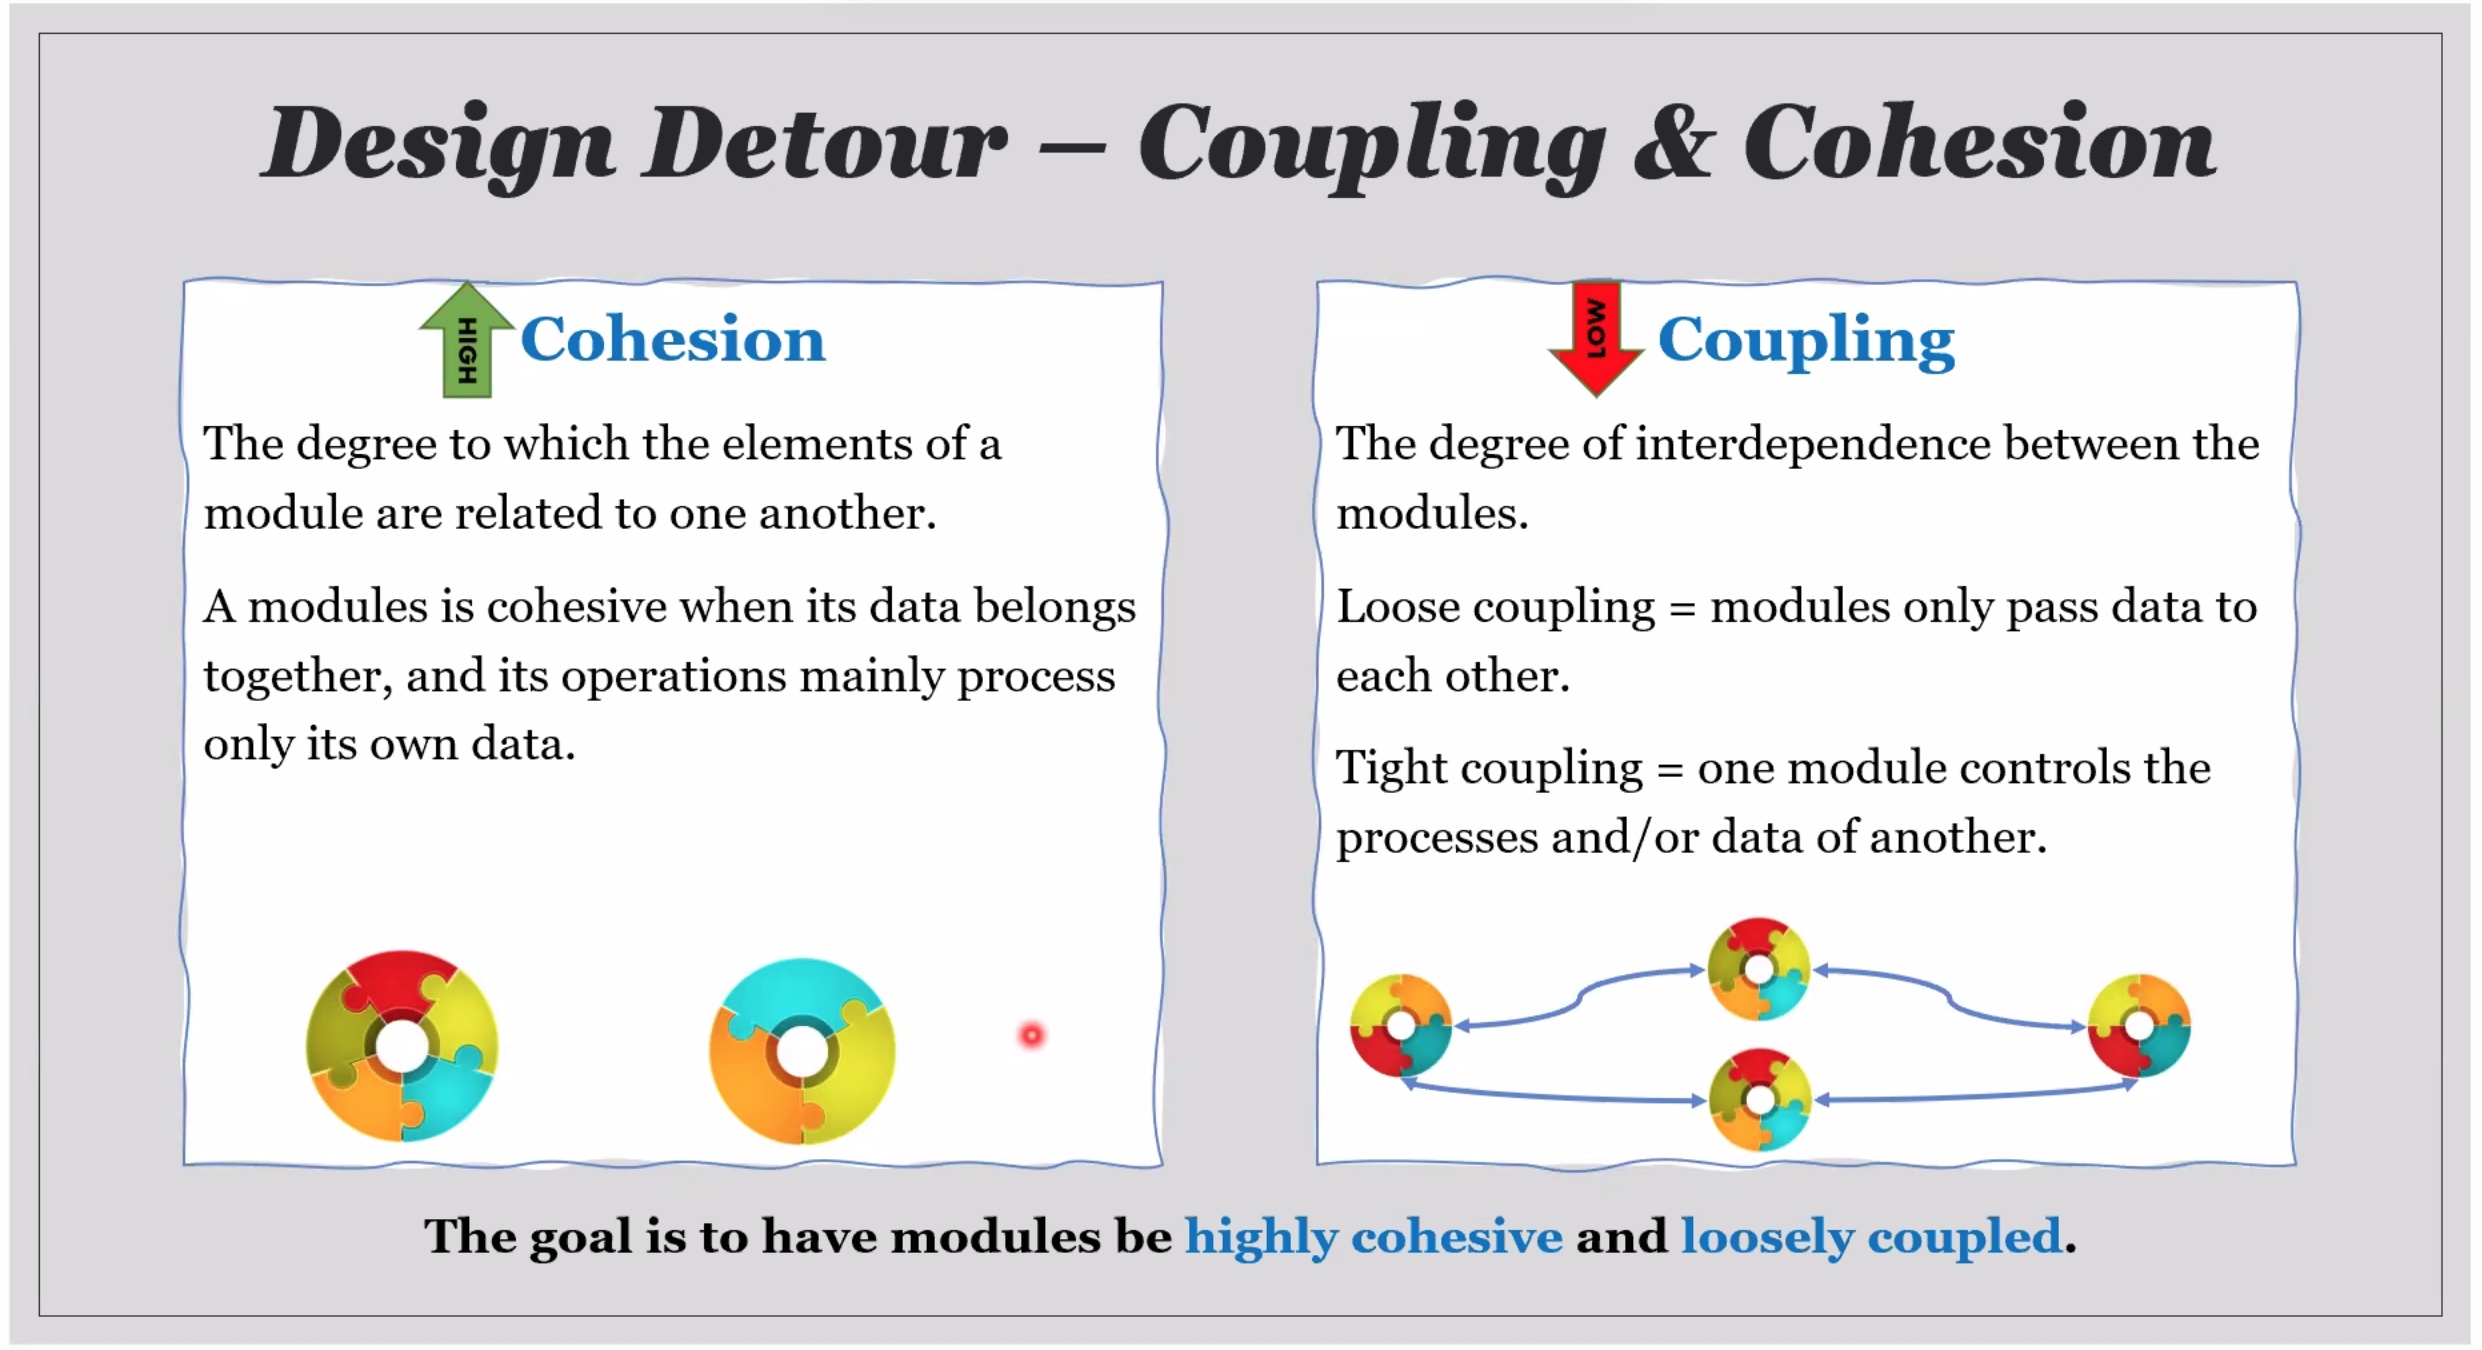 Design Detour – Coupling & Cohesion
HIGH
Cohesion
The degree to which the elements of a
module are related to one another.
A modules is cohesive when its data belongs
together, and its operations mainly process
only its own data.
LOW
Coupling
The degree of interdependence between the
modules.
Loose coupling = modules only pass data to
each other.
Tight coupling = one module controls the
processes and/or data of another.
The goal is to have modules be highly cohesive and loosely coupled.